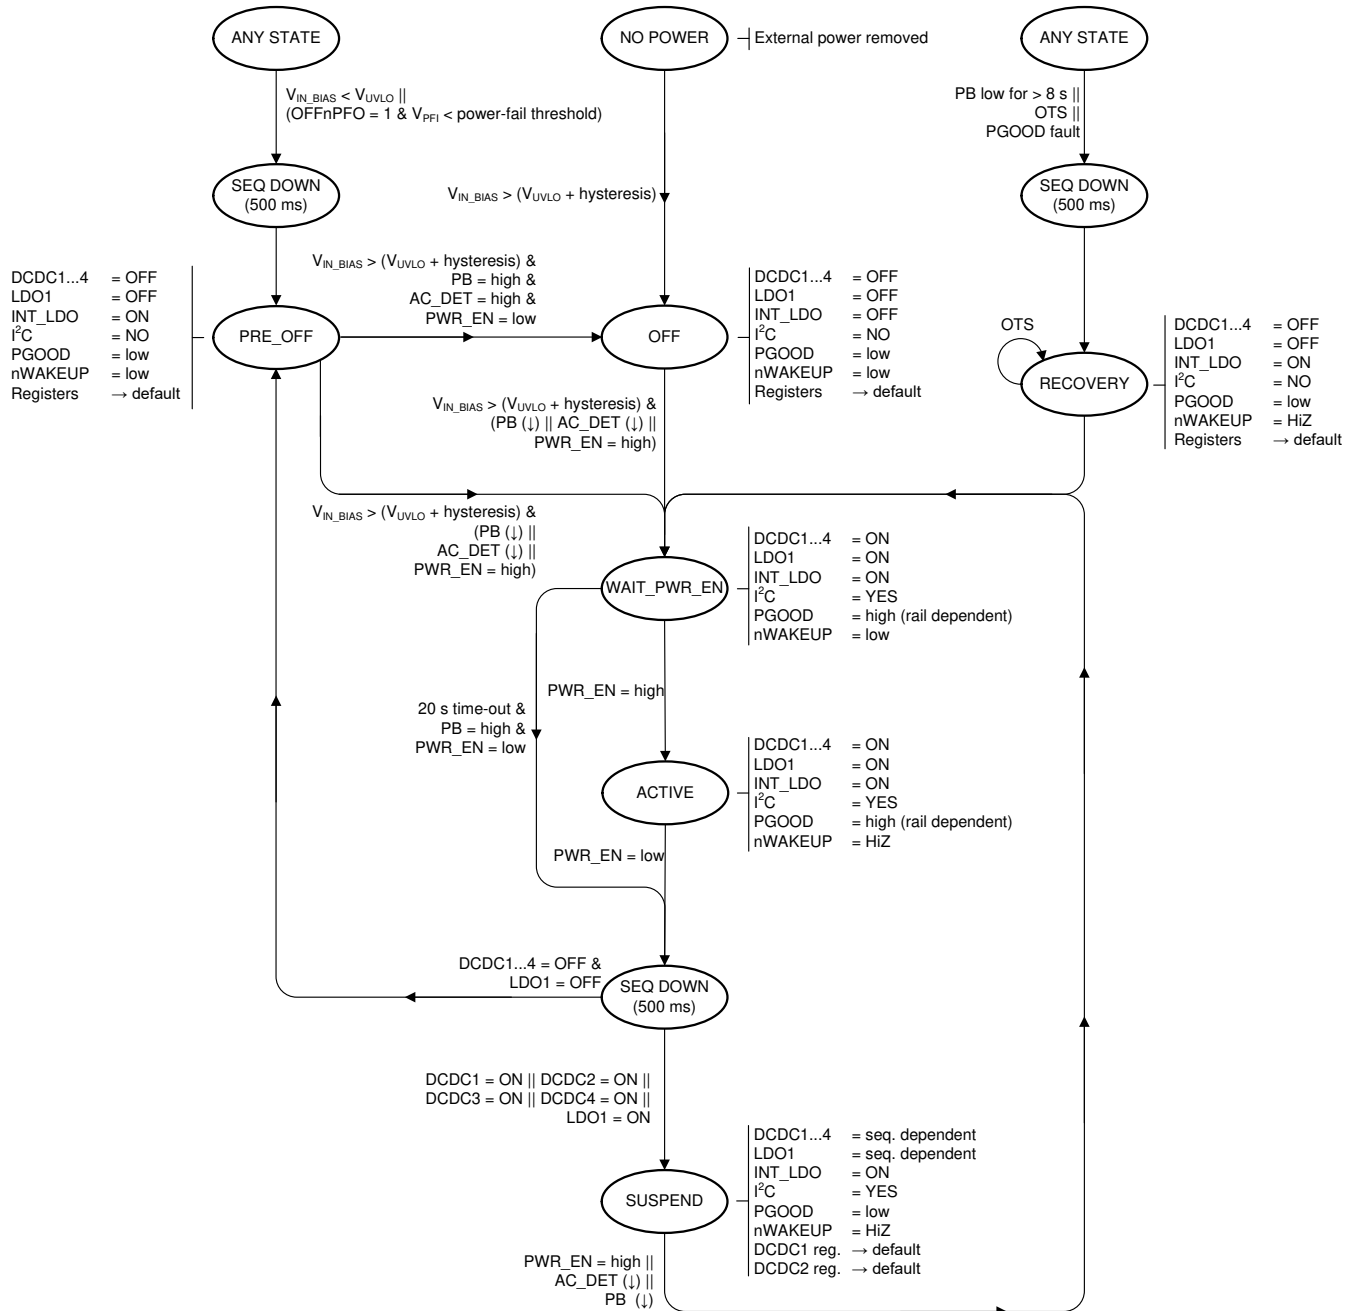 ANY STATE
NO POWER
External power removed
ANY STATE
V_IN_BIAS < V_UVLO ||
(OFFnPFO = 1 & V_PFI < power-fail threshold)
PB low for > 8 s ||
OTS ||
PGOOD fault
SEQ DOWN
(500 ms)
V_IN_BIAS > (V_UVLO + hysteresis)
SEQ DOWN
(500 ms)
DCDC1...4 = OFF
LDO1 = OFF
INT_LDO = ON
I²C = NO
PGOOD = low
nWAKEUP = low
Registers → default
PRE_OFF
V_IN_BIAS > (V_UVLO + hysteresis) &
PB = high &
AC_DET = high &
PWR_EN = low
OFF
DCDC1...4 = OFF
LDO1 = OFF
INT_LDO = OFF
I²C = NO
PGOOD = low
nWAKEUP = low
Registers → default
OTS
RECOVERY
DCDC1...4 = OFF
LDO1 = OFF
INT_LDO = ON
I²C = NO
PGOOD = low
nWAKEUP = HiZ
Registers → default
V_IN_BIAS > (V_UVLO + hysteresis) &
(PB (↓) || AC_DET (↓) ||
PWR_EN = high)
V_IN_BIAS > (V_UVLO + hysteresis) &
(PB (↓) ||
AC_DET (↓) ||
PWR_EN = high)
WAIT_PWR_EN
DCDC1...4 = ON
LDO1 = ON
INT_LDO = ON
I²C = YES
PGOOD = high (rail dependent)
nWAKEUP = low
PWR_EN = high
20 s time-out &
PB = high &
PWR_EN = low
ACTIVE
DCDC1...4 = ON
LDO1 = ON
INT_LDO = ON
I²C = YES
PGOOD = high (rail dependent)
nWAKEUP = HiZ
PWR_EN = low
DCDC1...4 = OFF &
LDO1 = OFF
SEQ DOWN
(500 ms)
DCDC1 = ON || DCDC2 = ON ||
DCDC3 = ON || DCDC4 = ON ||
LDO1 = ON
SUSPEND
DCDC1...4 = seq. dependent
LDO1 = seq. dependent
INT_LDO = ON
I²C = YES
PGOOD = low
nWAKEUP = HiZ
DCDC1 reg. → default
DCDC2 reg. → default
PWR_EN = high ||
AC_DET (↓) ||
PB (↓)